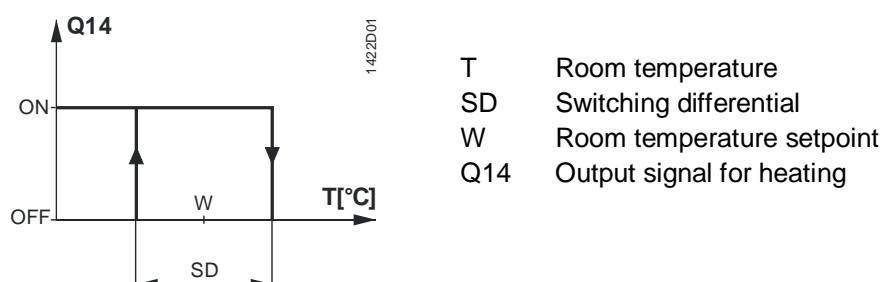 Q14
1422D01
ON
W
T[°C]
OFF
SD
T Room temperature
SD Switching differential
W Room temperature setpoint
Q14 Output signal for heating